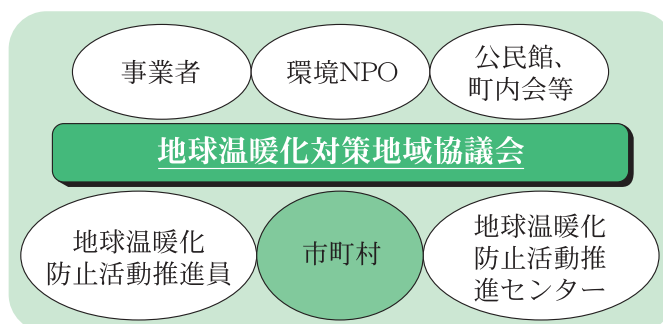 事業者
環境NPO
公民館、
町内会等
地球温暖化対策地域協議会
地球温暖化
防止活動推進員
市町村
地球温暖化
防止活動推
進センター